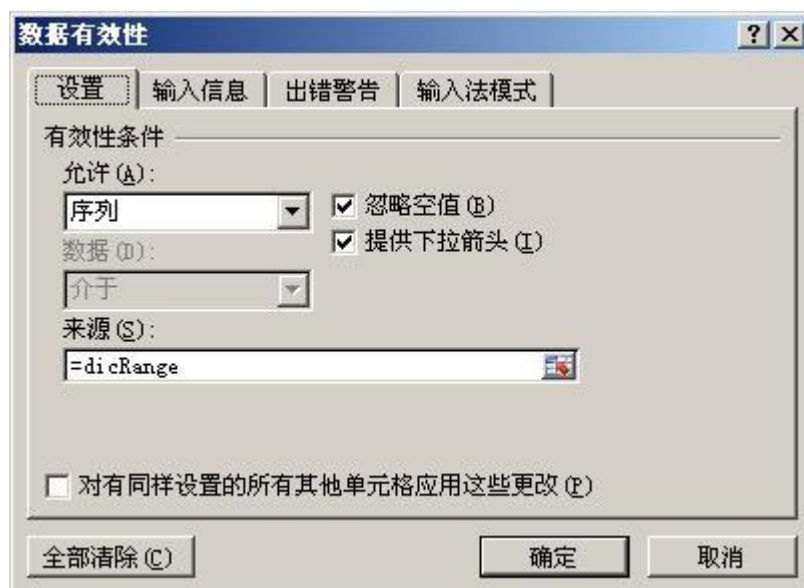 数据有效性
设置 输入信息 出错警告 输入法模式
有效性条件
允许(A):
序列 忽略空值(B)
数据(D): 提供下拉箭头(I)
介于
来源(S):
=dicRange
对有同样设置的所有其他单元格应用这些更改(P)
全部清除(C) 确定 取消